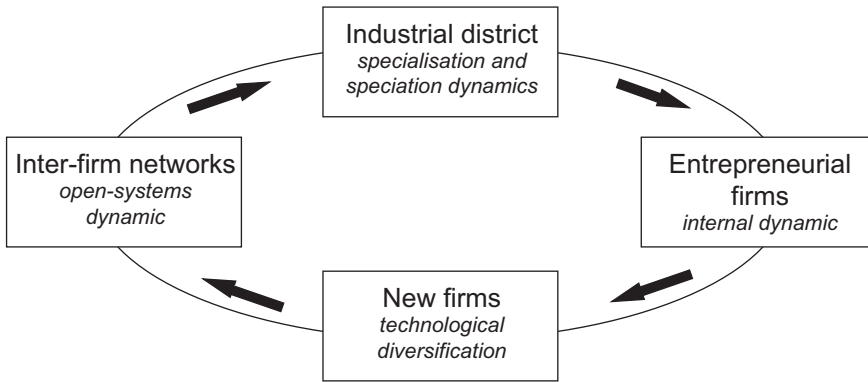 Industrial district
specialisation and
speciation dynamics
Inter-firm networks
open-systems
dynamic
Entrepreneurial
firms
internal dynamic
New firms
technological
diversification